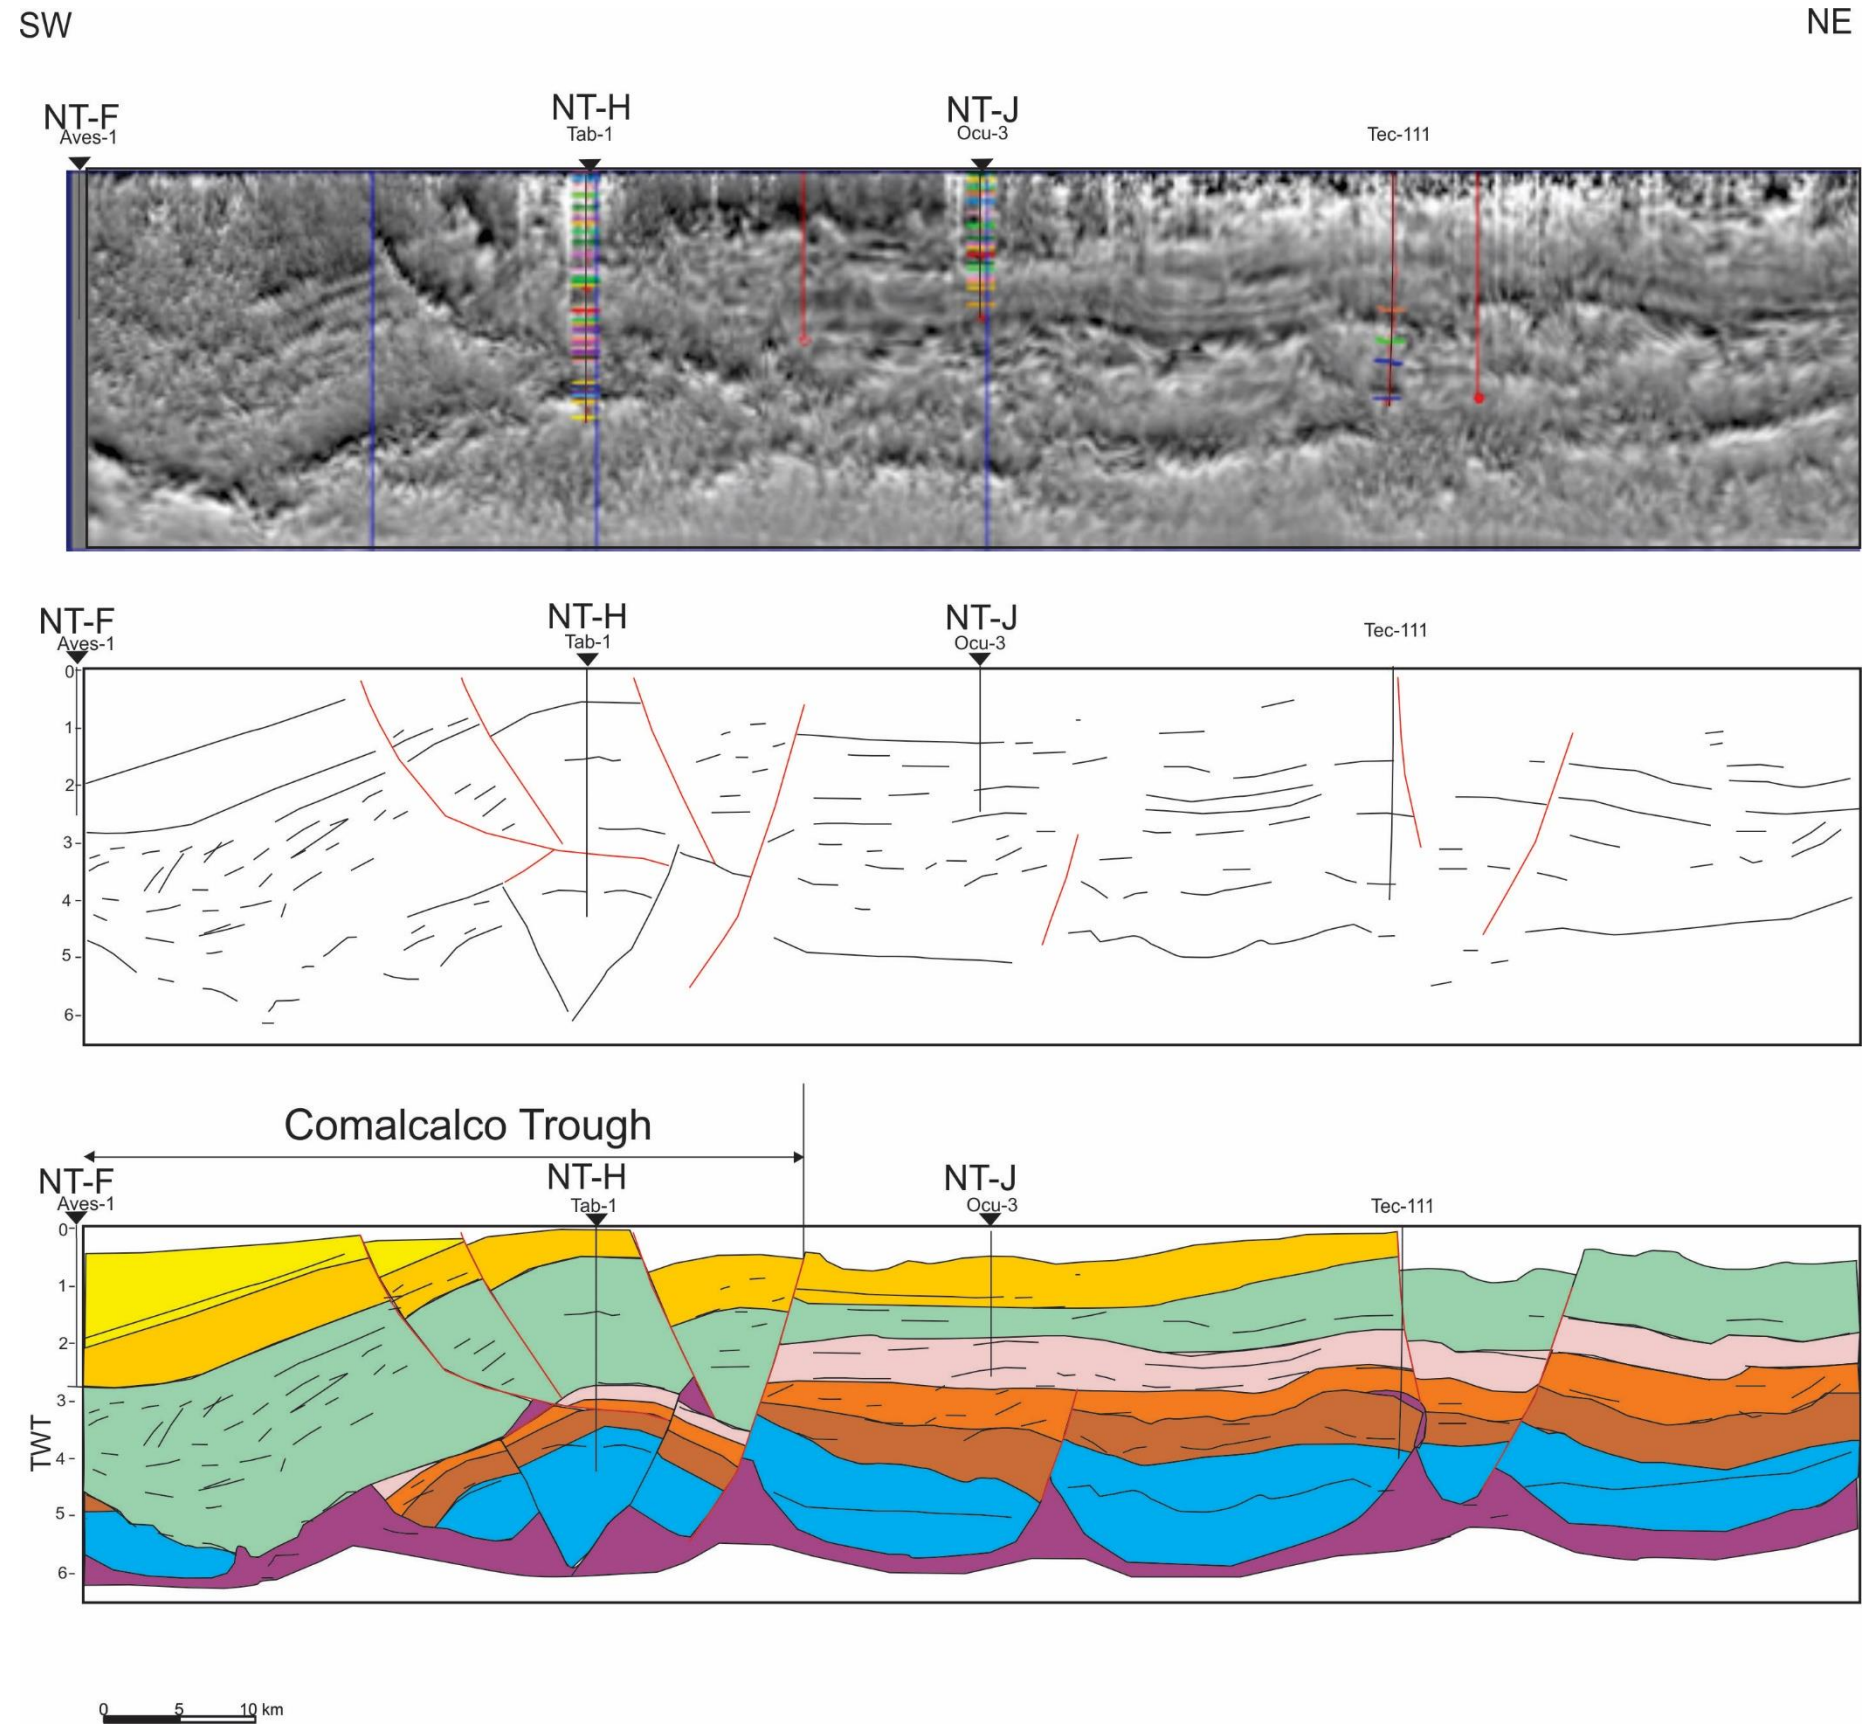 SW
NE
NT-F
Aves-1
NT-H
Tab-1
NT-J
Ocu-3
Tec-111
NT-F
Aves-1
NT-H
Tab-1
NT-J
Ocu-3
Tec-111
0-
1-
2-
3-
4-
5-
6-
Comalcalco Trough
NT-F
Aves-1
NT-H
Tab-1
NT-J
Ocu-3
Tec-111
0-
1-
2-
3-
4-
5-
6-
TWT
0 5 10 km